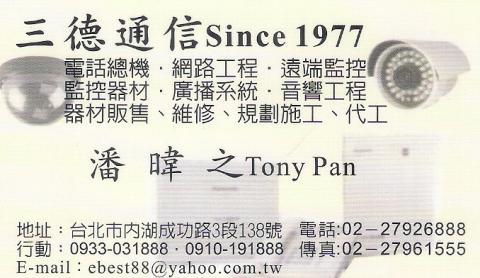 三德通信Since 1977
電話總機．網路工程．遠端監控
監控器材．廣播系統．音響工程
器材販售、維修、規劃施工、代工
潘暐之Tony Pan
地址：台北市內湖成功路3段138號 電話:02－27926888
行動：0933-031888．0910-191888 傳真:02－27961555
E-mail：ebest88@yahoo.com.tw